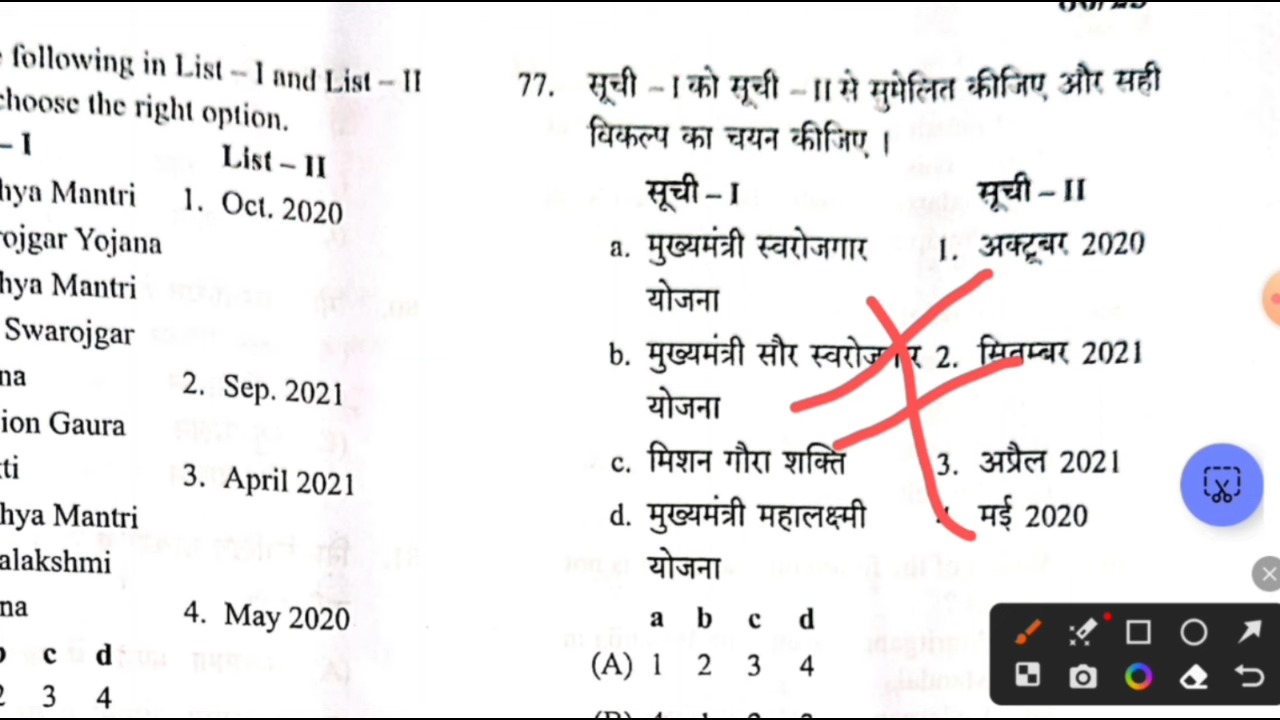 following in List – I and List – II
choose the right option.
– I
List – II
hya Mantri 1. Oct. 2020
rojgar Yojana
hya Mantri
Swarojgar
na 2. Sep. 2021
ion Gaura
ti 3. April 2021
hya Mantri
alakshmi
na 4. May 2020
c d
2 3 4
77. सूची – I को सूची – II से सुमेलित कीजिए और सही
विकल्प का चयन कीजिए ।
सूची – I सूची – II
a. मुख्यमंत्री स्वरोजगार 1. अक्टूबर 2020
योजना
b. मुख्यमंत्री सौर स्वरोजगार 2. सितम्बर 2021
योजना
c. मिशन गौरा शक्ति 3. अप्रैल 2021
d. मुख्यमंत्री महालक्ष्मी 4. मई 2020
योजना
a b c d
(A) 1 2 3 4